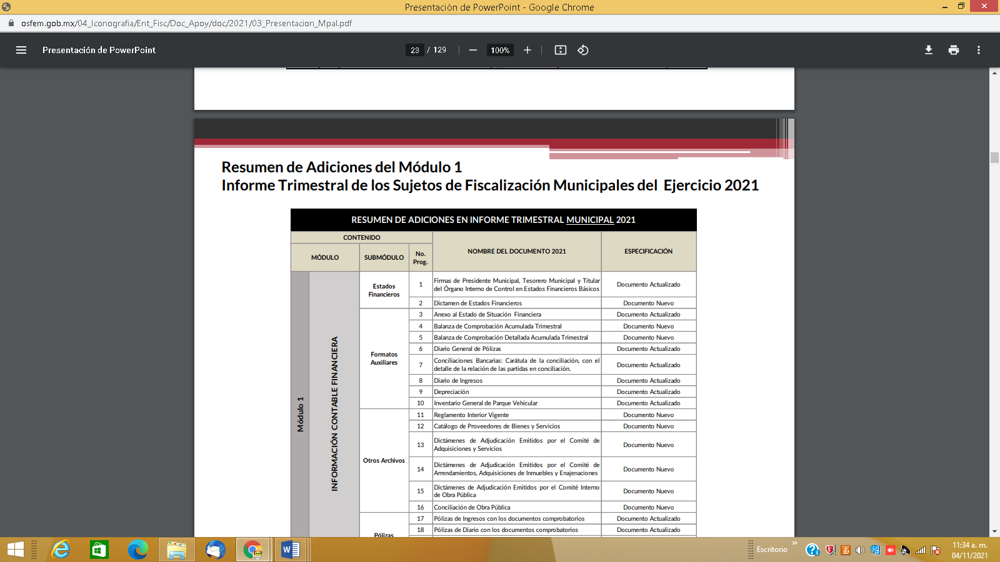 Presentación de PowerPoint - Google Chrome
osfem.gob.mx/04_Iconografia/Ent_Fisc/Doc_Apoy/doc/2021/03_Presentacion_Mpal.pdf
Presentación de PowerPoint
23 / 129
100%
Resumen de Adiciones del Módulo 1
Informe Trimestral de los Sujetos de Fiscalización Municipales del Ejercicio 2021
RESUMEN DE ADICIONES EN INFORME TRIMESTRAL MUNICIPAL 2021
CONTENIDO
NOMBRE DEL DOCUMENTO 2021
ESPECIFICACIÓN
MÓDULO
SUBMÓDULO
No.
Prog.
Módulo 1
INFORMACIÓN CONTABLE FINANCIERA
Estados
Financieros
1
Firmas de Presidente Municipal, Tesorero Municipal y Titular
del Órgano Interno de Control en Estados Financieros Básicos
Documento Actualizado
2 Dictamen de Estados Financieros Documento Nuevo
Formatos
Auxiliares
3 Anexo al Estado de Situación Financiera Documento Actualizado
4 Balanza de Comprobación Acumulada Trimestral Documento Nuevo
5 Balanza de Comprobación Detallada Acumulada Trimestral Documento Nuevo
6 Diario General de Pólizas Documento Actualizado
7
Conciliaciones Bancarias: Carátula de la conciliación, con el
detalle de la relación de las partidas en conciliación.
Documento Actualizado
8 Diario de Ingresos Documento Actualizado
9 Depreciación Documento Actualizado
10 Inventario General de Parque Vehicular Documento Actualizado
Otros Archivos
11 Reglamento Interior Vigente Documento Nuevo
12 Catálogo de Proveedores de Bienes y Servicios Documento Nuevo
13
Dictámenes de Adjudicación Emitidos por el Comité de
Adquisiciones y Servicios
Documento Nuevo
14
Dictámenes de Adjudicación Emitidos por el Comité de
Arrendamientos, Adquisiciones de Inmuebles y Enajenaciones
Documento Nuevo
15
Dictámenes de Adjudicación Emitidos por el Comité Interno
de Obra Pública
Documento Nuevo
16 Conciliación de Obra Pública Documento Nuevo
Pólizas
17 Pólizas de Ingresos con los documentos comprobatorios Documento Actualizado
18 Pólizas de Diario con los documentos comprobatorios Documento Actualizado
Escritorio
11:34 a. m.
04/11/2021